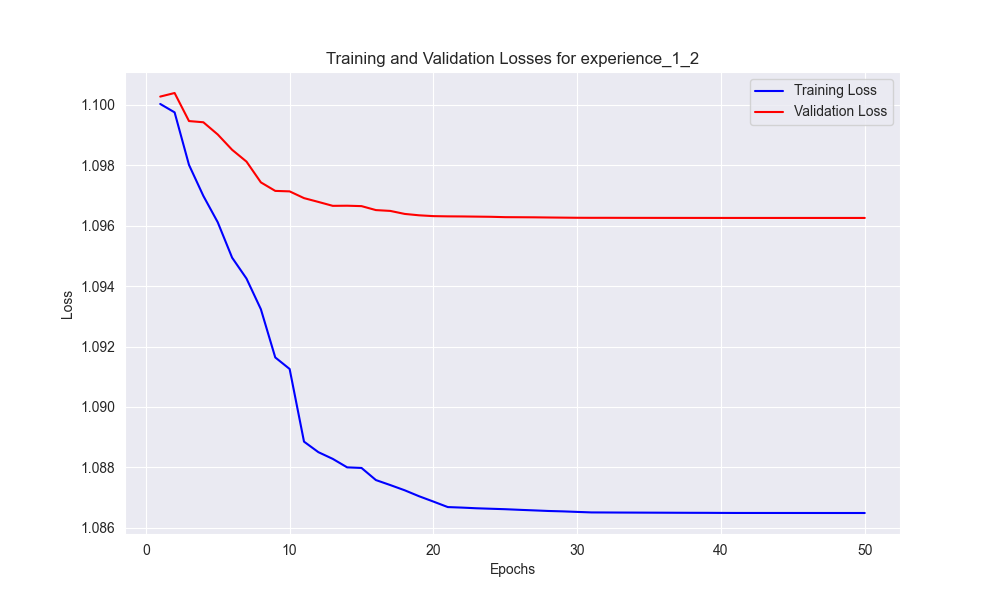 Training and Validation Losses for experience_1_2
Training Loss
Validation Loss
1.100
1.098
1.096
1.094
1.092
1.090
1.088
1.086
Loss
0
10
20
30
40
50
Epochs